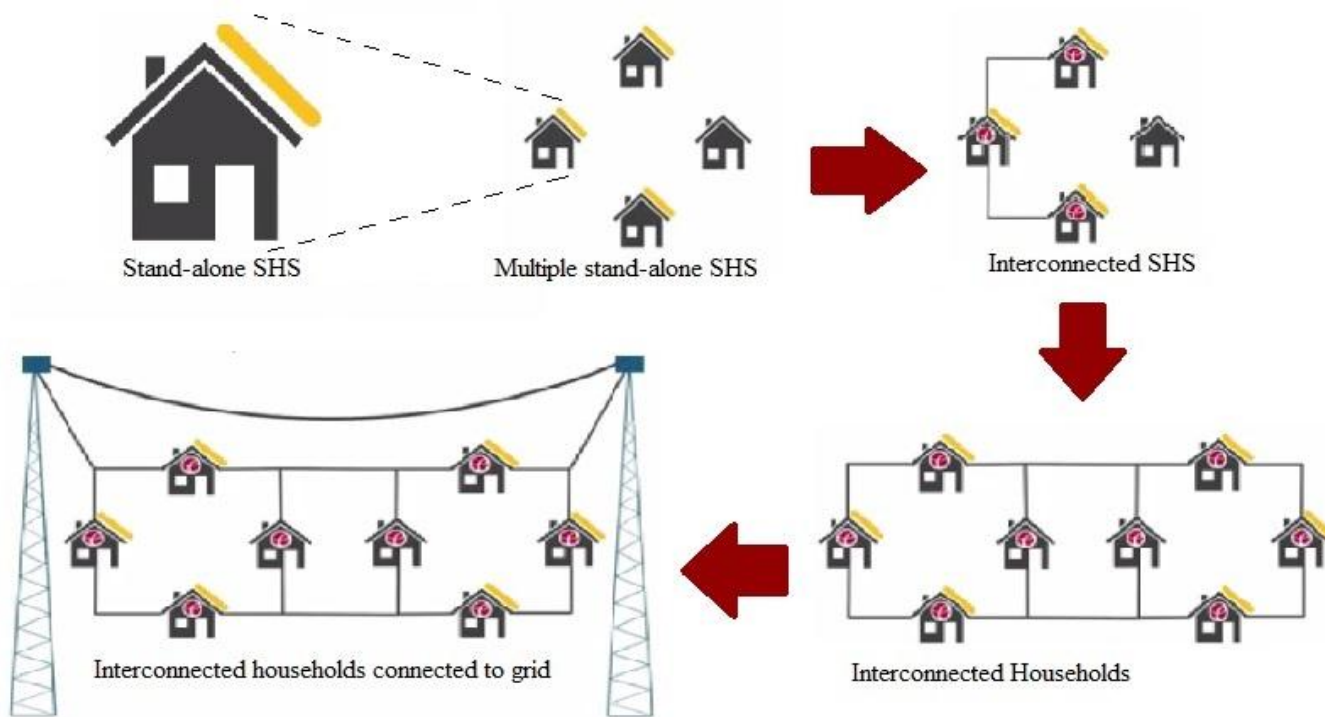 Stand-alone SHS
Multiple stand-alone SHS
Interconnected SHS
Interconnected households connected to grid
Interconnected Households